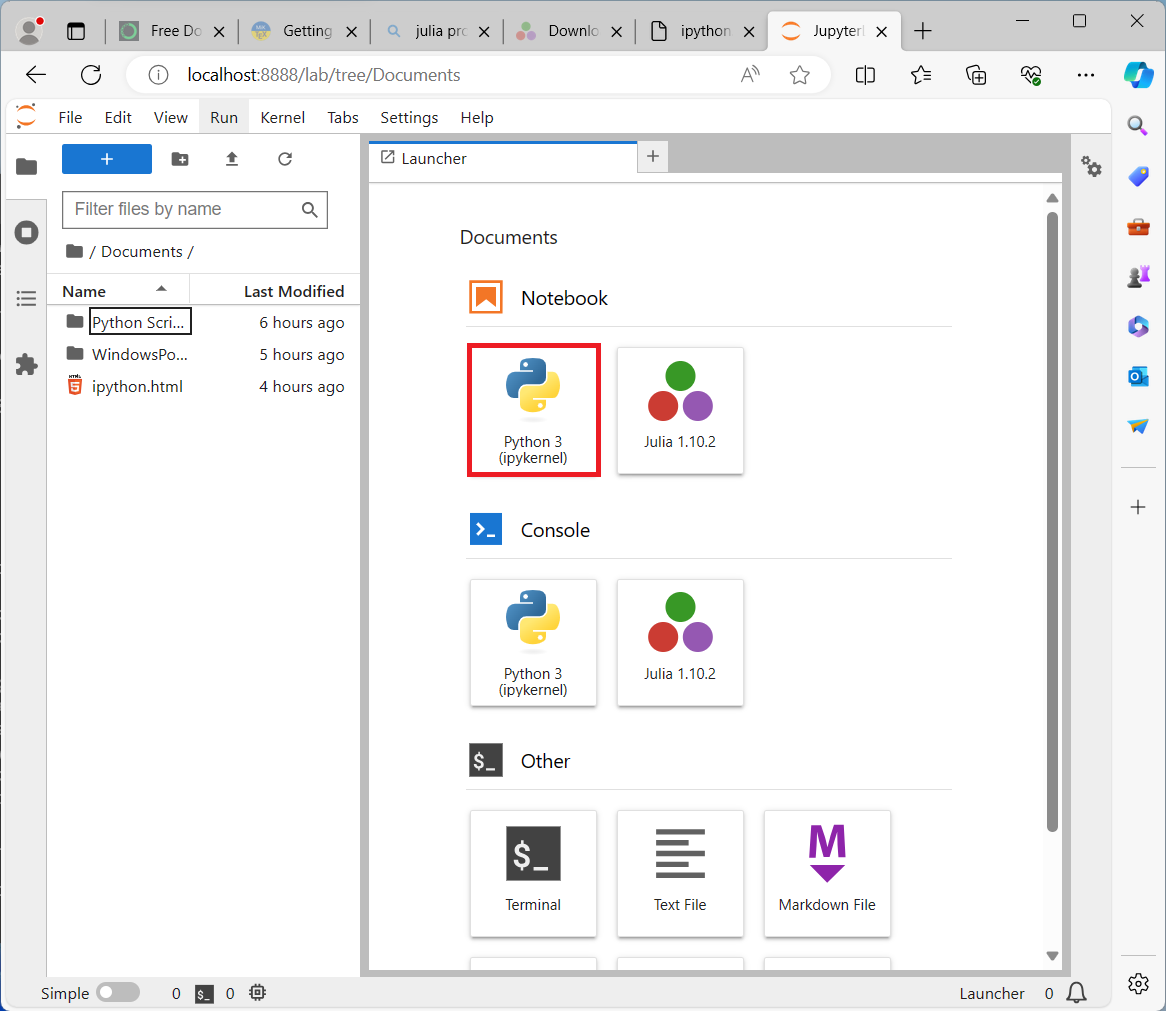 Free Do
Getting
julia pro
Downlo
ipython
Jupyterl
localhost:8888/lab/tree/Documents
File Edit View Run Kernel Tabs Settings Help
Launcher
Filter files by name
/ Documents /
Name Last Modified
Python Scri... 6 hours ago
WindowsPo... 5 hours ago
ipython.html 4 hours ago
Documents
Notebook
Python 3
(ipykernel)
Julia 1.10.2
Console
Python 3
(ipykernel)
Julia 1.10.2
$_ Other
$_
Terminal
Text File
M
Markdown File
Simple 0 $_ 0 Launcher 0